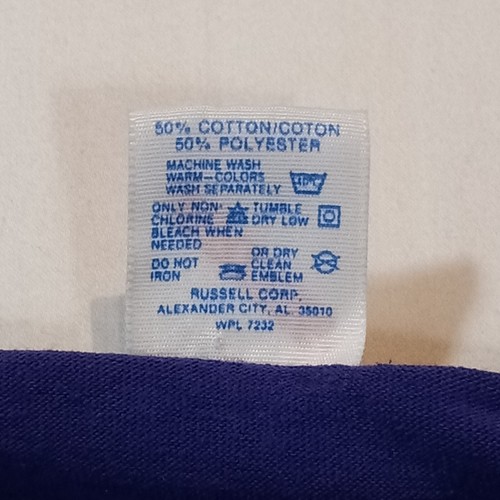 50% COTTON/COTON
50% POLYESTER
MACHINE WASH
WARM-COLORS
WASH SEPARATELY
40°C
ONLY NON-
CHLORINE
BLEACH WHEN
NEEDED
TUMBLE
DRY LOW
DO NOT
IRON
OR DRY
CLEAN
EMBLEM
RUSSELL CORP.
ALEXANDER CITY, AL 35010
WPL 7232